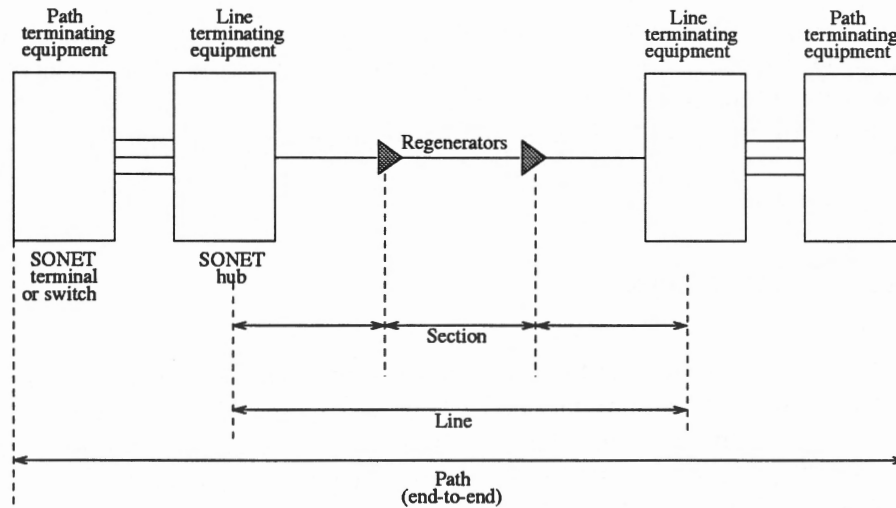 Path
terminating
equipment
Line
terminating
equipment
Line
terminating
equipment
Path
terminating
equipment
Regenerators
SONET
terminal
or switch
SONET
hub
Section
Line
Path
(end-to-end)